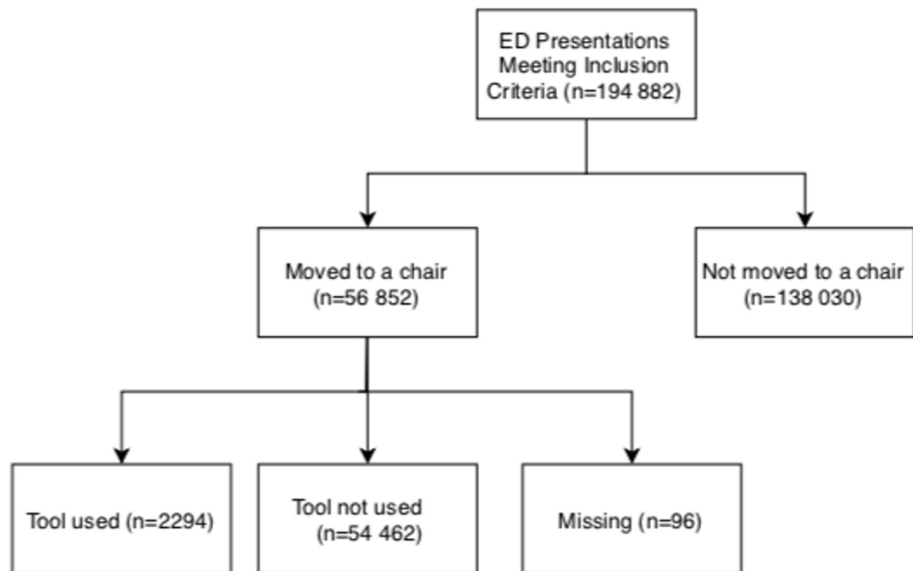 ED Presentations
Meeting Inclusion
Criteria (n=194 882)
Moved to a chair
(n=56 852)
Not moved to a chair
(n=138 030)
Tool used (n=2294)
Tool not used
(n=54 462)
Missing (n=96)